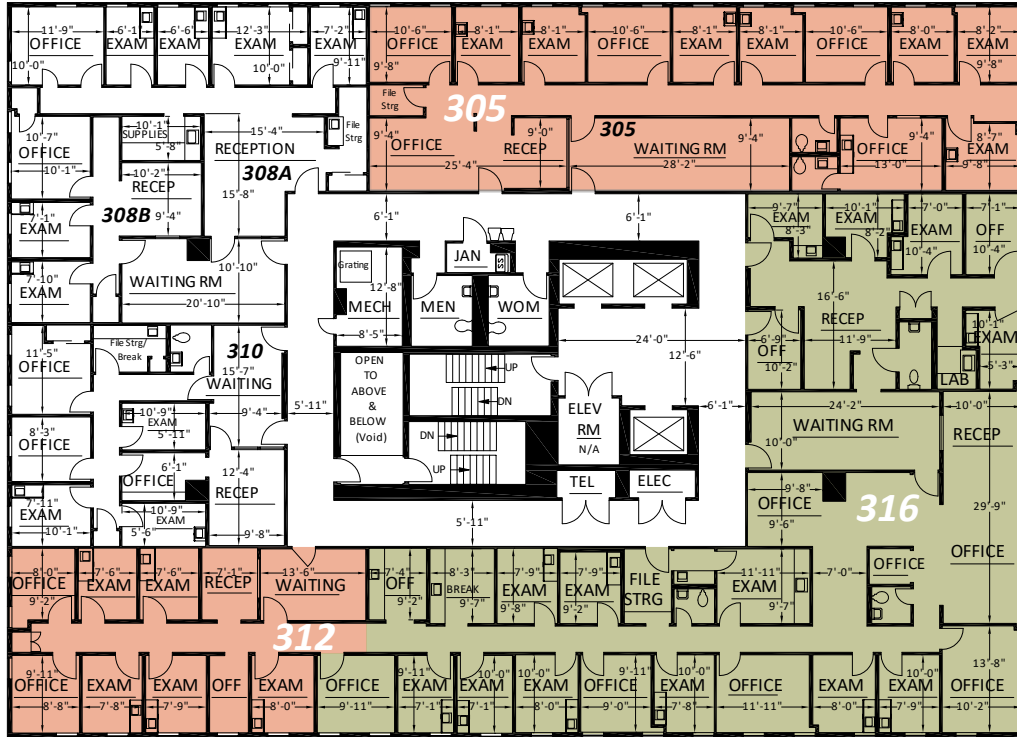 11'-9" 6'-1" 6'-6" 12'-3" 7'-2" 10'-6" 8'-1" 8'-1" 10'-6" 8'-1" 8'-1" 10'-6" 8'-0" 8'-2"
OFFICE EXAM EXAM EXAM EXAM OFFICE EXAM EXAM OFFICE EXAM EXAM OFFICE EXAM EXAM
10'-0" 10'-0" 9'-11" 9'-8" 9'-8"
File Strg 305
10'-7" OFFICE 10'-1"
10'-1" SUPPLIES 5'-8"
15'-4" RECEPTION File Strg
308A
15'-8"
9'-4" OFFICE 9'-0" RECEP 25'-4"
305
WAITING RM 9'-4" 28'-2"
9'-4" OFFICE 13'-0"
8'-7" EXAM 9'-8"
10'-2" RECEP 9'-4"
308B
7'-1" EXAM
7'-10" EXAM
WAITING RM 10'-10" 20'-10"
6'-1" 6'-1"
JAN
Grating 12'-8" MECH 8'-5"
MEN WOM
9'-7" EXAM 8'-3"
10'-1" EXAM 8'-2"
7'-0" EXAM 10'-4"
7'-1" OFF 10'-4"
16'-6" RECEP 11'-9"
6'-9" OFF 10'-2"
LAB
10'-1" EXAM 5'-3"
11'-5" OFFICE
File Strg/
Break
310
15'-7" WAITING 9'-4"
5'-11"
OPEN
TO
ABOVE
&
BELOW
(Void)
UP
DN
DN
UP
24'-0" 12'-6"
ELEV
RM
N/A
6'-1"
8'-3" OFFICE
10'-9" EXAM 5'-11"
6'-1" OFFICE
12'-4" RECEP 9'-8"
7'-11" EXAM 10'-1"
10'-9" EXAM 5'-6"
TEL ELEC
5'-11"
24'-2" WAITING RM 10'-0"
10'-0" RECEP
9'-8" OFFICE 9'-6"
316
29'-9"
OFFICE
OFFICE
7'-0"
8'-0" OFFICE 9'-2"
7'-6" EXAM
7'-6" EXAM
7'-1" RECEP
13'-6" WAITING
7'-4" OFF 9'-2"
8'-3" BREAK 9'-7"
7'-9" EXAM 9'-8"
7'-9" EXAM 9'-2"
FILE
STRG
11'-11" EXAM 9'-7"
312
9'-11" OFFICE 8'-8"
EXAM 7'-8"
EXAM 7'-9"
OFF
EXAM 8'-0"
OFFICE 9'-11"
9'-11" EXAM 7'-1"
10'-0" EXAM 7'-1"
10'-0" EXAM 8'-0"
9'-11" OFFICE 9'-0"
10'-0" EXAM 7'-8"
OFFICE 11'-11"
EXAM 8'-0"
10'-0" EXAM 7'-9"
13'-8" OFFICE 10'-2"